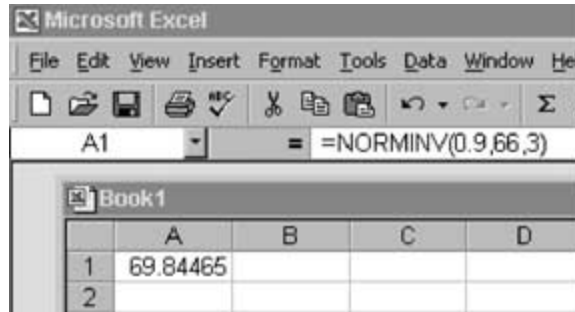 Microsoft Excel
File Edit View Insert Format Tools Data Window He
ABC Σ
A1 = =NORMINV(0.9,66,3)
Book1
A B C D
1 69.84465
2